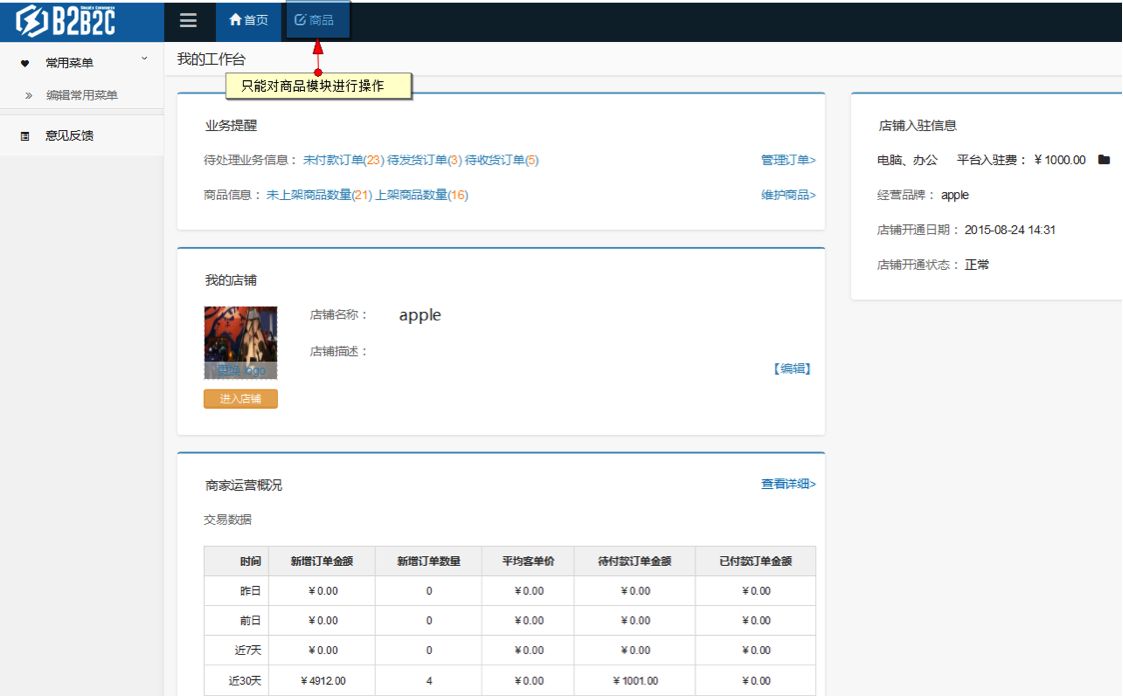 B2B2C
首页
商品
常用菜单
编辑常用菜单
意见反馈
我的工作台
只能对商品模块进行操作
业务提醒
待处理业务信息： 未付款订单(23) 待发货订单(3) 待收货订单(5) 管理订单>
商品信息： 未上架商品数量(21) 上架商品数量(16) 维护商品>
我的店铺
店铺名称： apple
店铺描述：
【编辑】
进入店铺
商家运营概况 查看详细>
交易数据
时间 新增订单金额 新增订单数量 平均客单价 待付款订单金额 已付款订单金额
昨日 ￥0.00 0 ￥0.00 ￥0.00 ￥0.00
前日 ￥0.00 0 ￥0.00 ￥0.00 ￥0.00
近7天 ￥0.00 0 ￥0.00 ￥0.00 ￥0.00
近30天 ￥4912.00 4 ￥0.00 ￥1001.00 ￥0.00
店铺入驻信息
电脑、办公 平台入驻费： ￥1000.00
经营品牌： apple
店铺开通日期： 2015-08-24 14:31
店铺开通状态： 正常